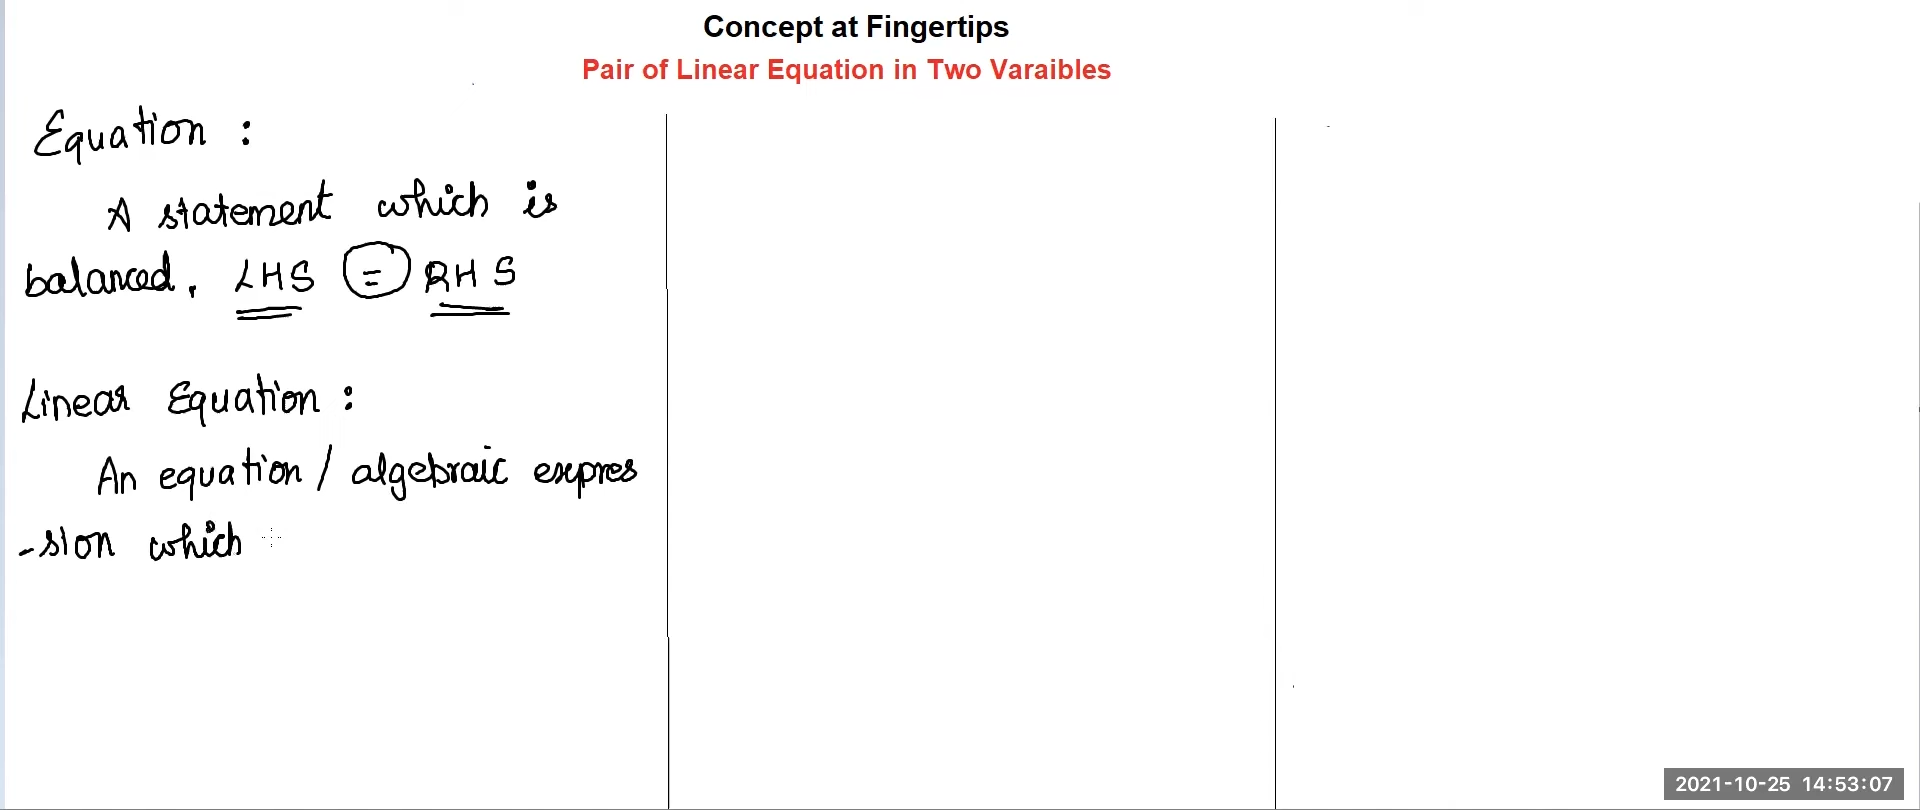 Concept at Fingertips
Pair of Linear Equation in Two Varaibles
Equation :
A statement which is
balanced. LHS = RHS
Linear Equation :
An equation / algebraic expres
-sion which
2021-10-25 14:53:07